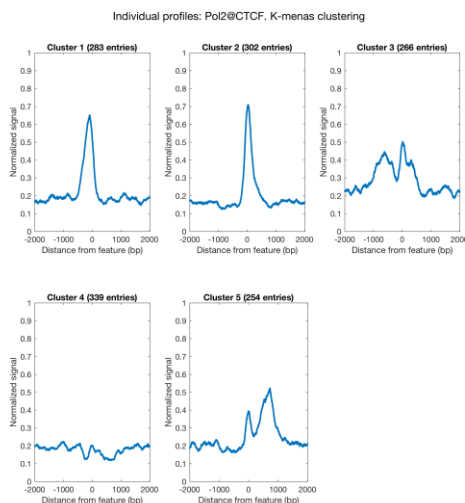 Individual profiles: Pol2@CTCF. K-menas clustering
Cluster 1 (283 entries)
Normalized signal
1
0.9
0.8
0.7
0.6
0.5
0.4
0.3
0.2
0.1
0
-2000 -1000 0 1000 2000
Distance from feature (bp)
Cluster 2 (302 entries)
Normalized signal
1
0.9
0.8
0.7
0.6
0.5
0.4
0.3
0.2
0.1
0
-2000 -1000 0 1000 2000
Distance from feature (bp)
Cluster 3 (266 entries)
Normalized signal
1
0.9
0.8
0.7
0.6
0.5
0.4
0.3
0.2
0.1
0
-2000 -1000 0 1000 2000
Distance from feature (bp)
Cluster 4 (339 entries)
Normalized signal
1
0.9
0.8
0.7
0.6
0.5
0.4
0.3
0.2
0.1
0
-2000 -1000 0 1000 2000
Distance from feature (bp)
Cluster 5 (254 entries)
Normalized signal
1
0.9
0.8
0.7
0.6
0.5
0.4
0.3
0.2
0.1
0
-2000 -1000 0 1000 2000
Distance from feature (bp)